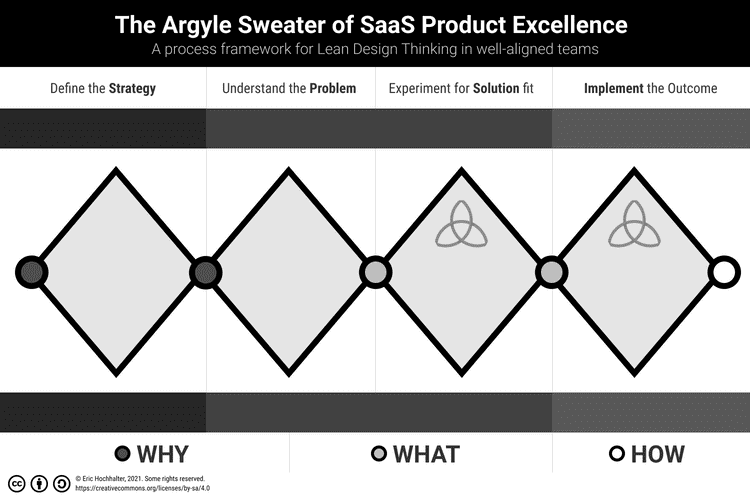 The Argyle Sweater of SaaS Product Excellence
A process framework for Lean Design Thinking in well-aligned teams
Define the Strategy
Understand the Problem
Experiment for Solution fit
Implement the Outcome
WHY
WHAT
HOW
cc
© Eric Hochhalter, 2021. Some rights reserved.
https://creativecommons.org/licenses/by-sa/4.0